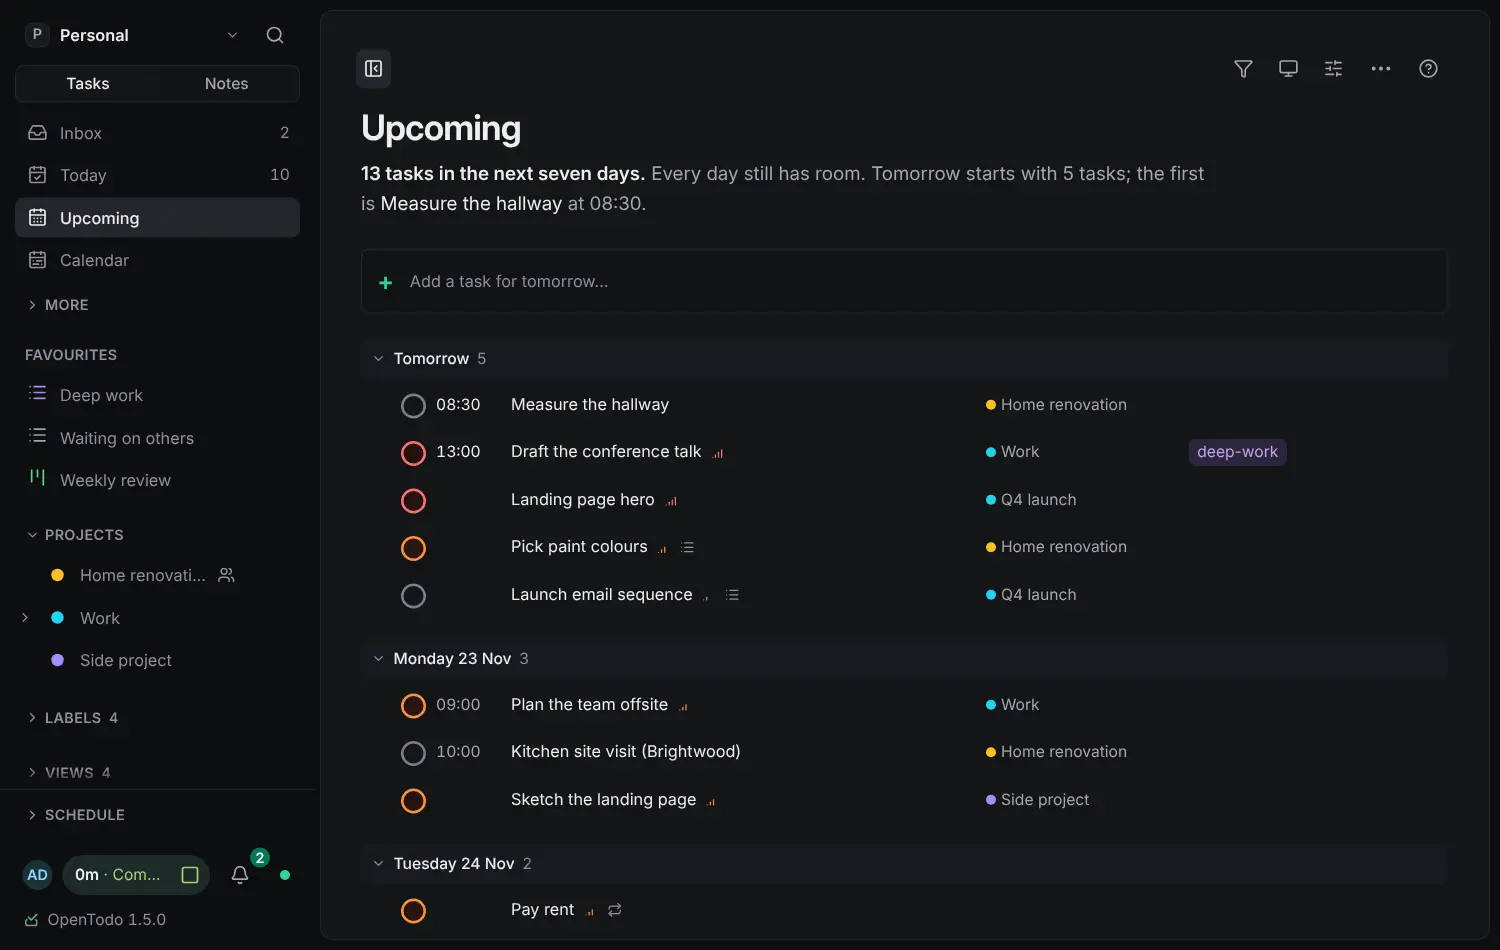 P Personal
Tasks Notes
Inbox 2
Today 10
Upcoming
Calendar
MORE
FAVOURITES
Deep work
Waiting on others
Weekly review
PROJECTS
Home renovati...
Work
Side project
LABELS 4
VIEWS 4
SCHEDULE
AD 0m · Com... 2
OpenTodo 1.5.0
Upcoming
13 tasks in the next seven days. Every day still has room. Tomorrow starts with 5 tasks; the first
is Measure the hallway at 08:30.
+ Add a task for tomorrow...
Tomorrow 5
08:30 Measure the hallway Home renovation
13:00 Draft the conference talk Work deep-work
Landing page hero Q4 launch
Pick paint colours Home renovation
Launch email sequence Q4 launch
Monday 23 Nov 3
09:00 Plan the team offsite Work
10:00 Kitchen site visit (Brightwood) Home renovation
Sketch the landing page Side project
Tuesday 24 Nov 2
Pay rent